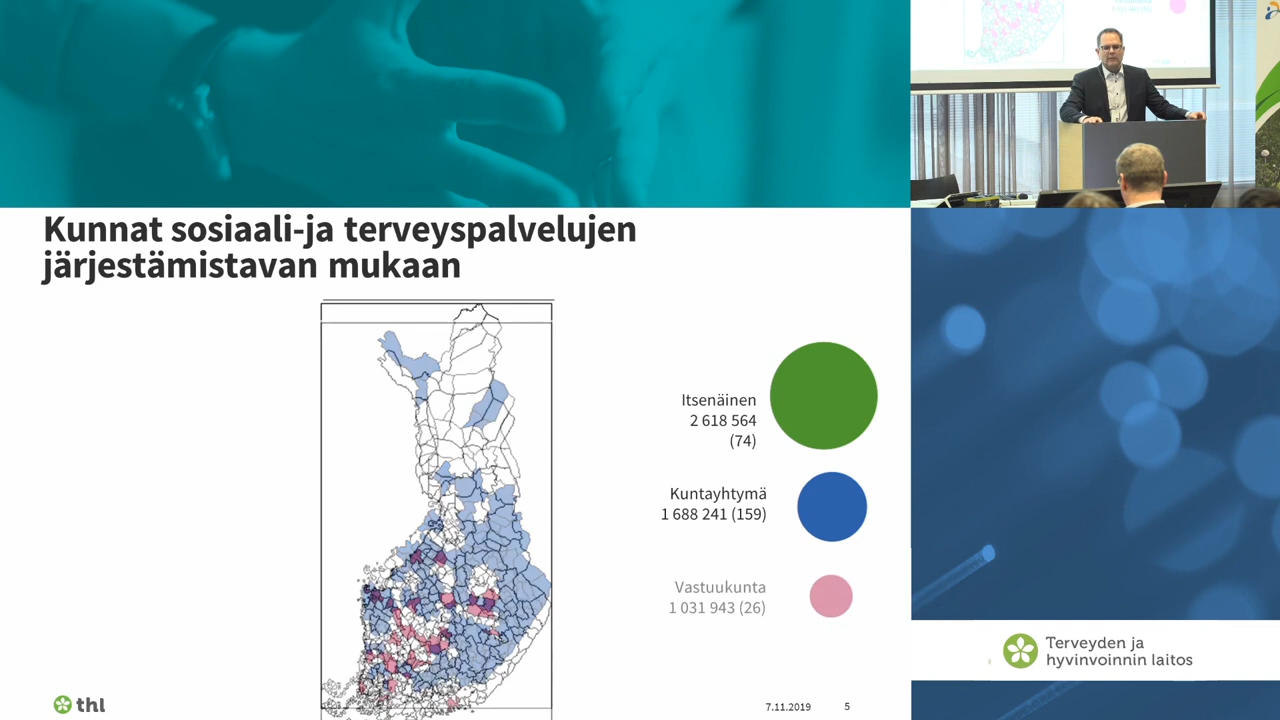 Kunnat sosiaali-ja terveyspalvelujen
järjestämistavan mukaan
Itsenäinen
2 618 564
(74)
Kuntayhtymä
1 688 241 (159)
Vastuukunta
1 031 943 (26)
thl
7.11.2019
5
Terveyden ja
hyvinvoinnin laitos